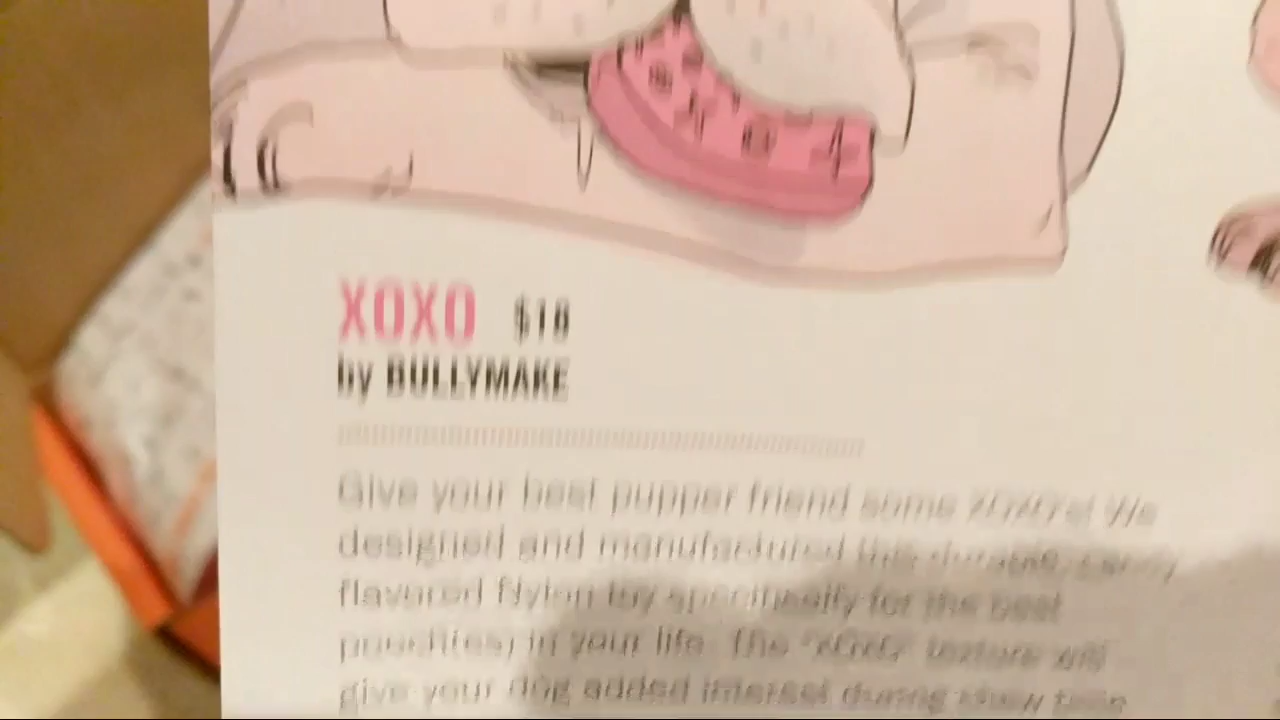 XOXO $18
by BULLYMAKE
Give your best pupper friend some XOXO's! We
designed and manufactured this durable, candy
flavored Nylon toy specifically for the best
pooch(es) in your life. The "XOXO" texture will
give your dog added interest during chew time